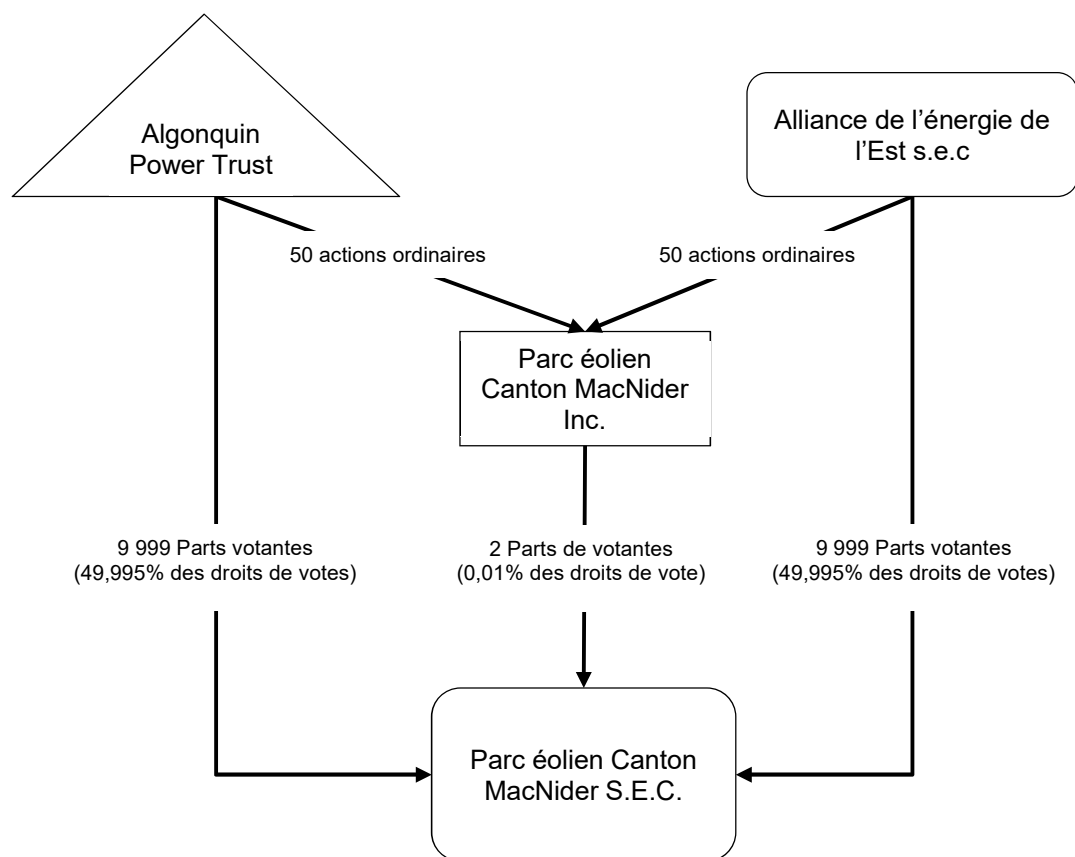 Algonquin
Power Trust
Alliance de l’énergie de
l’Est s.e.c
50 actions ordinaires
50 actions ordinaires
Parc éolien
Canton MacNider
Inc.
9 999 Parts votantes
(49,995% des droits de votes)
2 Parts de votantes
(0,01% des droits de vote)
9 999 Parts votantes
(49,995% des droits de votes)
Parc éolien Canton
MacNider S.E.C.